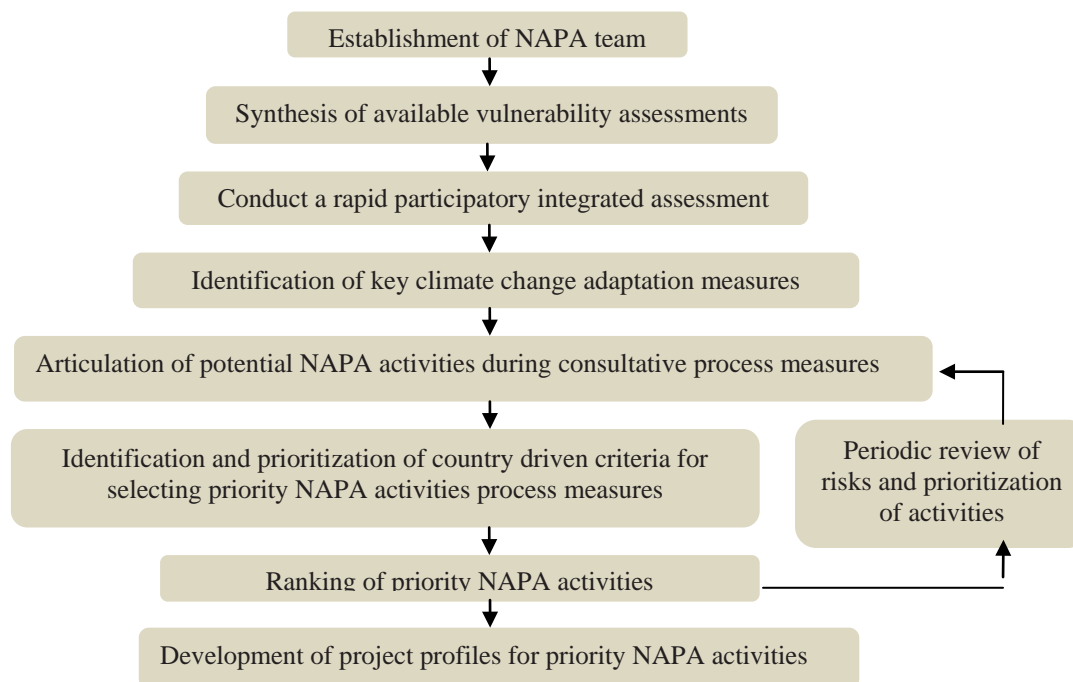 Establishment of NAPA team
Synthesis of available vulnerability assessments
Conduct a rapid participatory integrated assessment
Identification of key climate change adaptation measures
Articulation of potential NAPA activities during consultative process measures
Identification and prioritization of country driven criteria for
selecting priority NAPA activities process measures
Periodic review of
risks and prioritization
of activities
Ranking of priority NAPA activities
Development of project profiles for priority NAPA activities